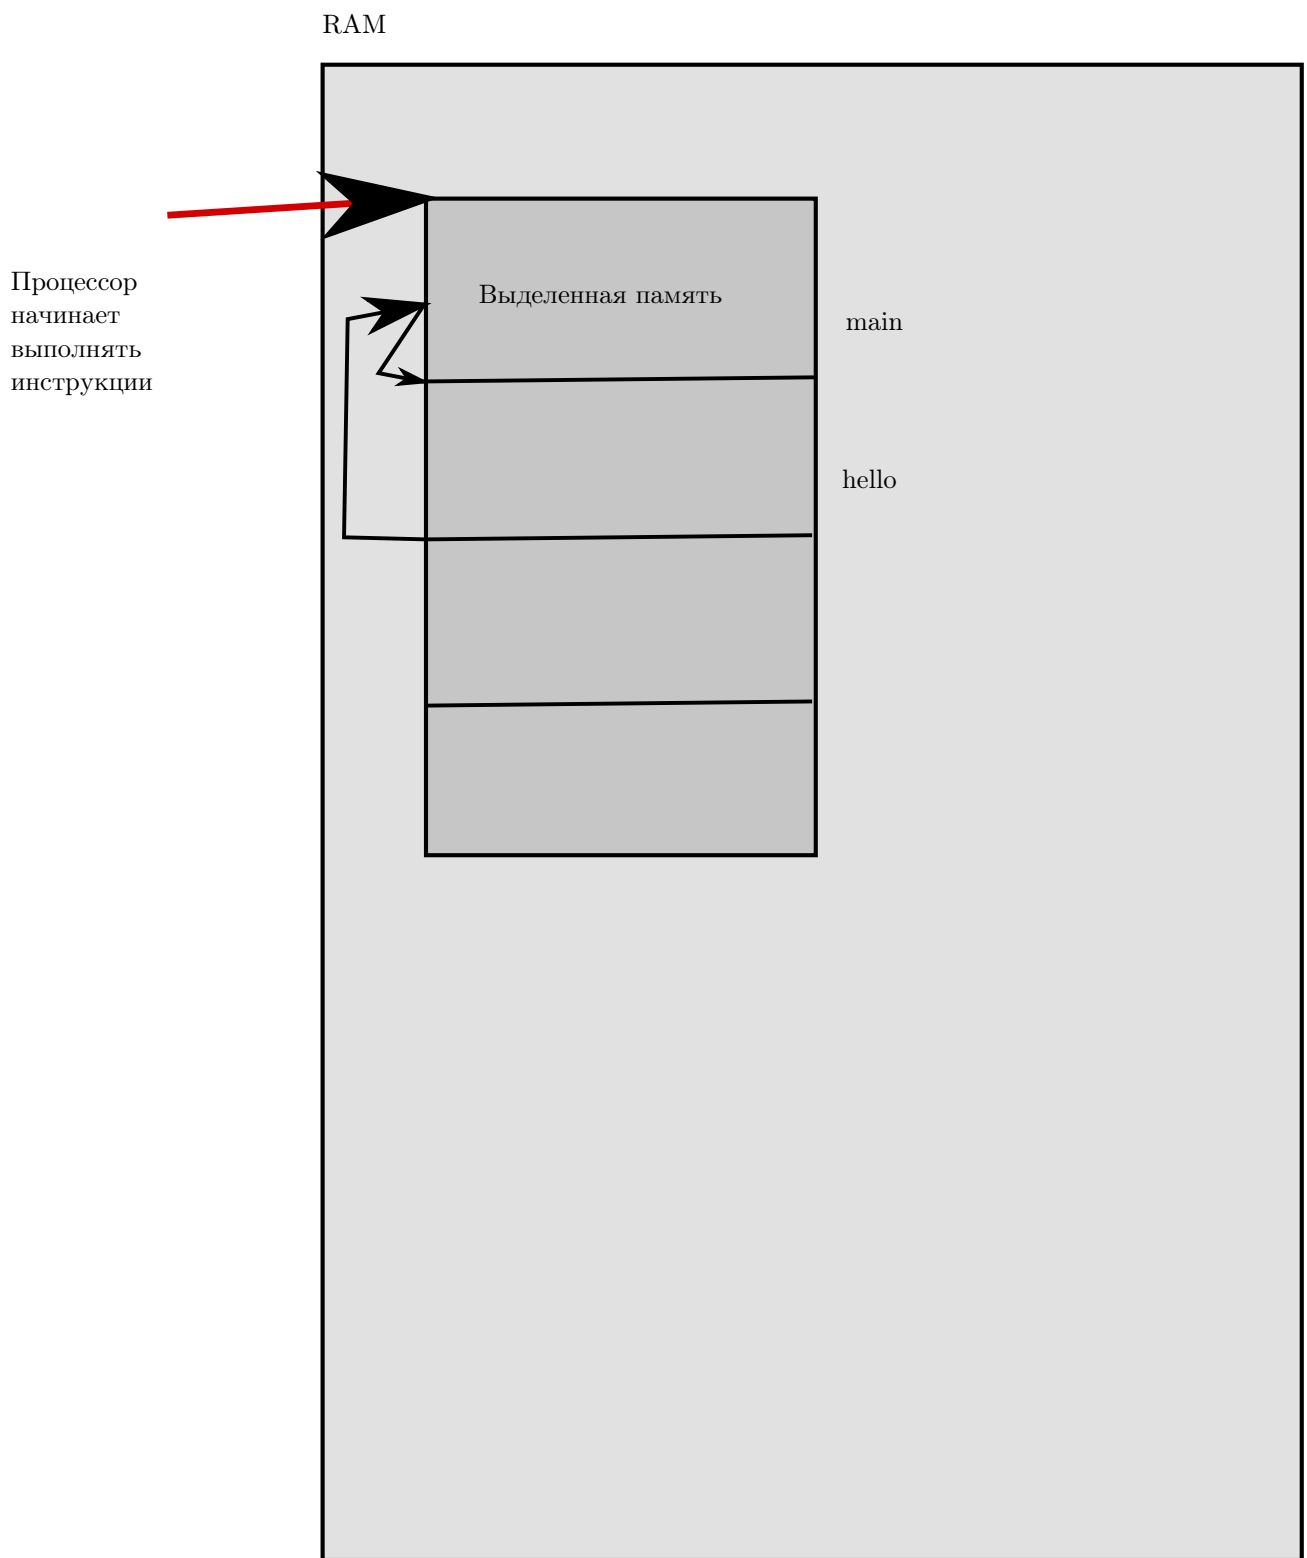 RAM
Процессор
начинает
выполнять
инструкции
Выделенная память
main
hello